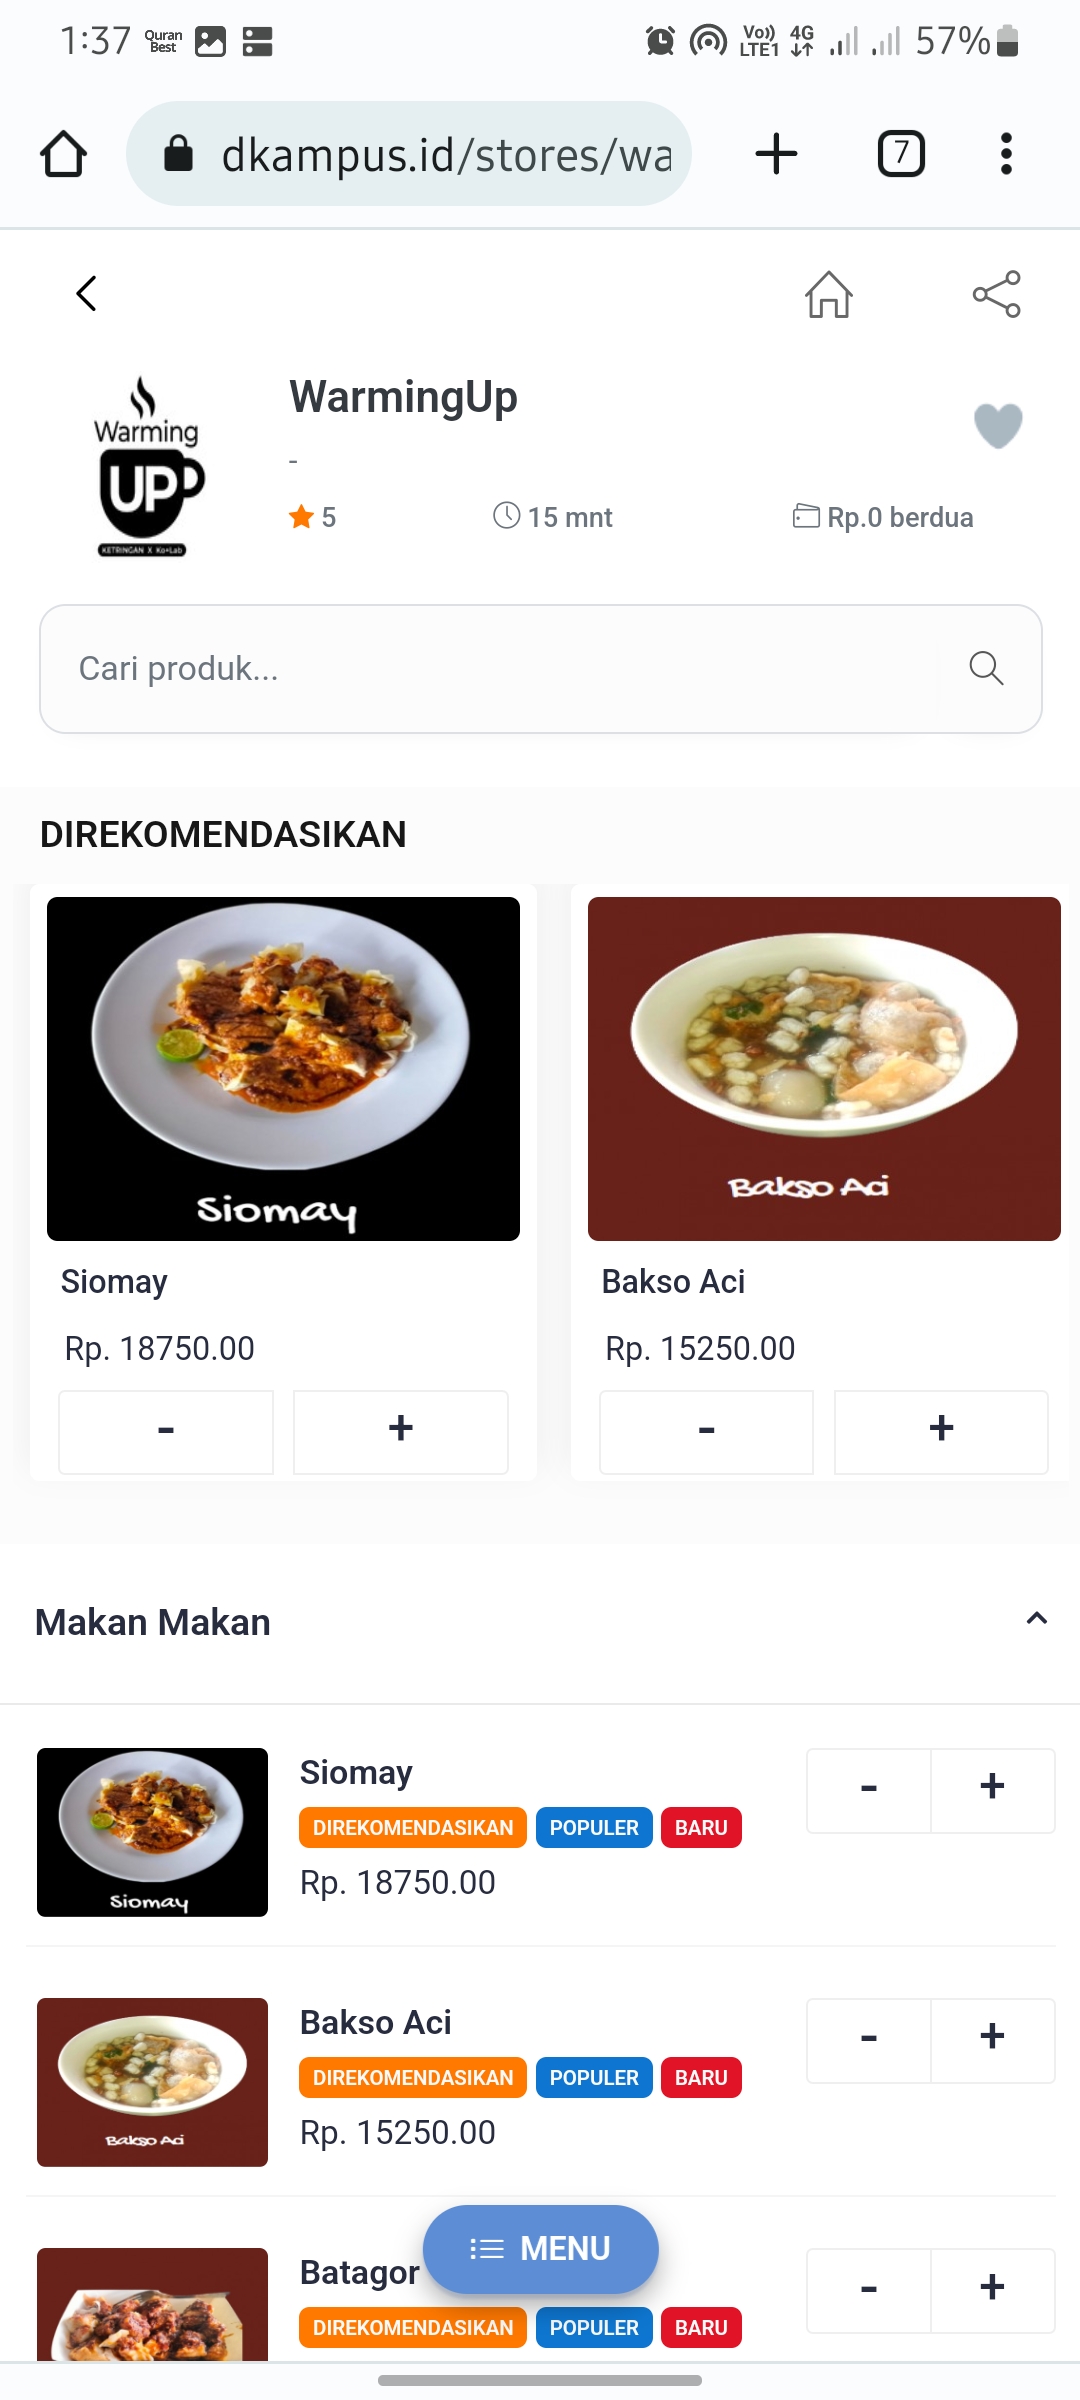 1:37 Quran Best Vo)) LTE1 4G 57%
7
dkampus.id/stores/wa
Warming
UP
KETRINGAN X Ko+Lab
WarmingUp
-
5 15 mnt Rp.0 berdua
Cari produk...
DIREKOMENDASIKAN
Siomay
Bakso Aci
Siomay
Bakso Aci
Rp. 18750.00
Rp. 15250.00
- + - +
Makan Makan
Siomay
Siomay
DIREKOMENDASIKAN POPULER BARU
Rp. 18750.00
- +
Bakso Aci
Bakso Aci
DIREKOMENDASIKAN POPULER BARU
Rp. 15250.00
- +
MENU
Batagor
DIREKOMENDASIKAN POPULER BARU
- +